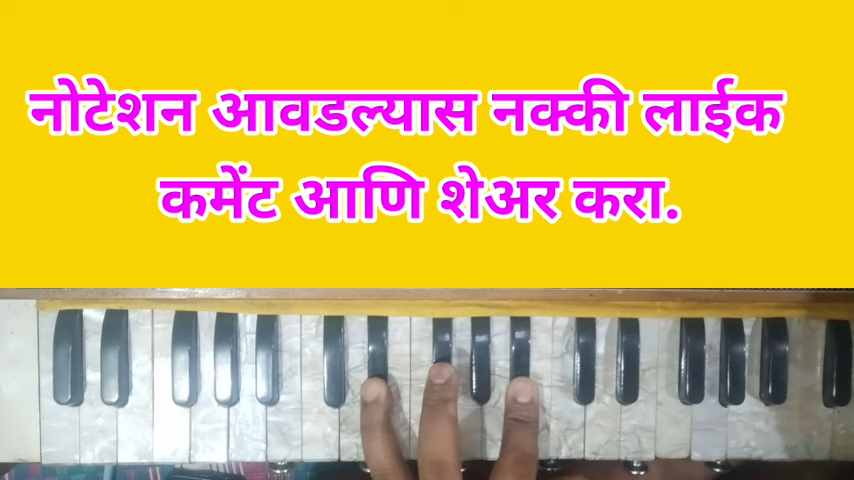 नोटेशन आवडल्यास नक्की लाईक
कमेंट आणि शेअर करा.